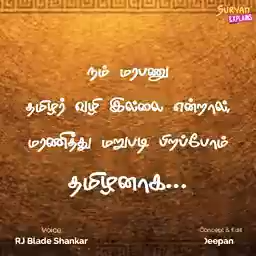 SURYAN
EXPLAINS
நம் மரபணு
தமிழர் வழி இல்லை என்றால்,
மரணித்து மறுபடி பிறப்போம்
தமிழனாக...
Voice:
RJ Blade Shankar
Concept & Edit
Jeepan